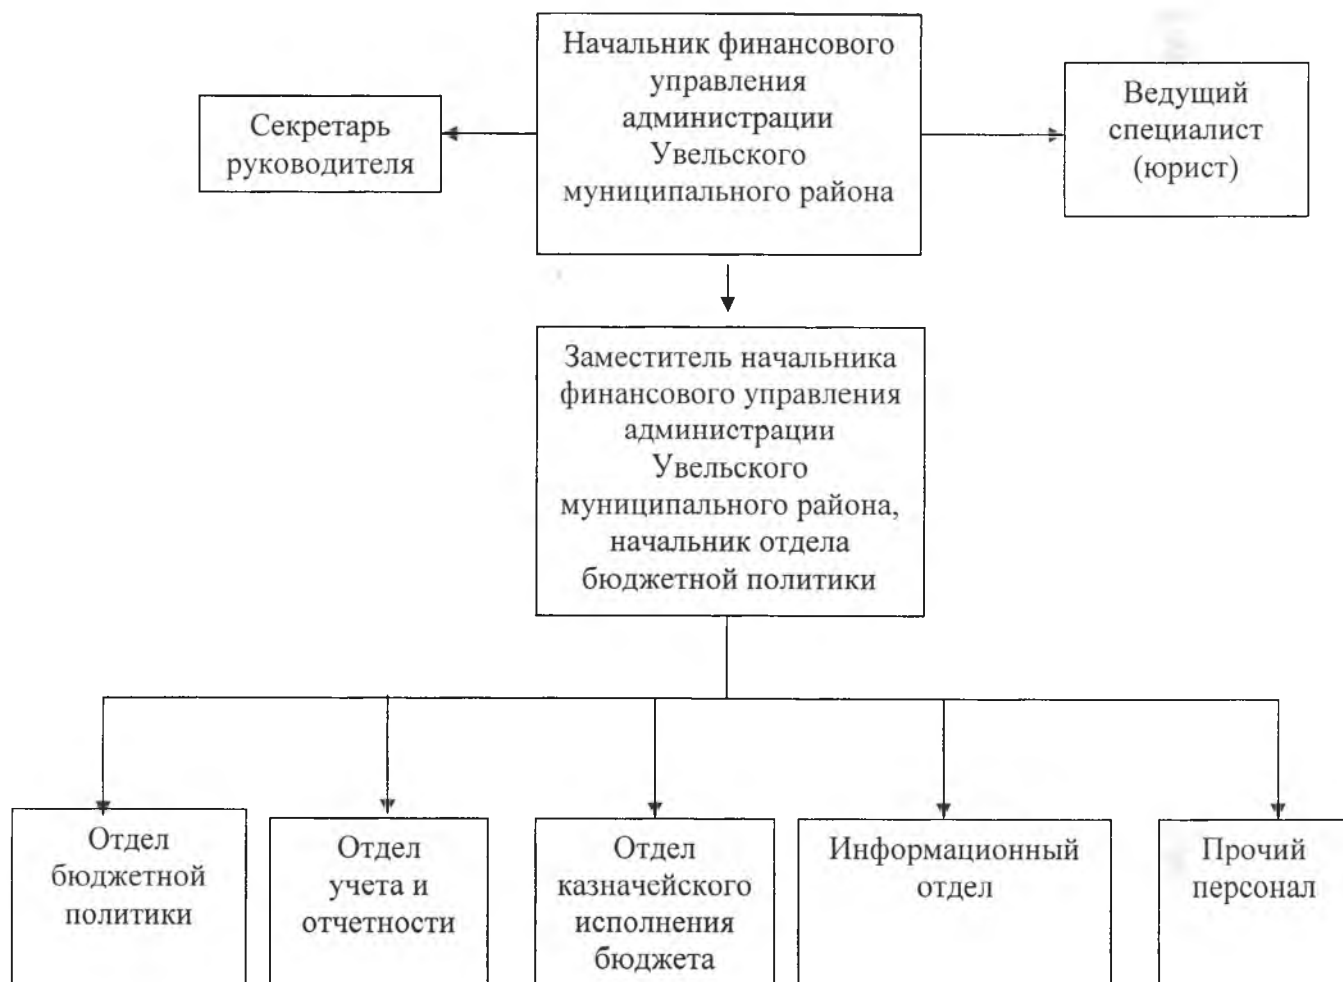 Начальник финансового
управления
администрации
Увельского
муниципального района
Секретарь
руководителя
Ведущий
специалист
(юрист)
Заместитель начальника
финансового управления
администрации
Увельского
муниципального района,
начальник отдела
бюджетной политики
Отдел
бюджетной
политики
Отдел
учета и
отчетности
Отдел
казначейского
исполнения
бюджета
Информационный
отдел
Прочий
персонал